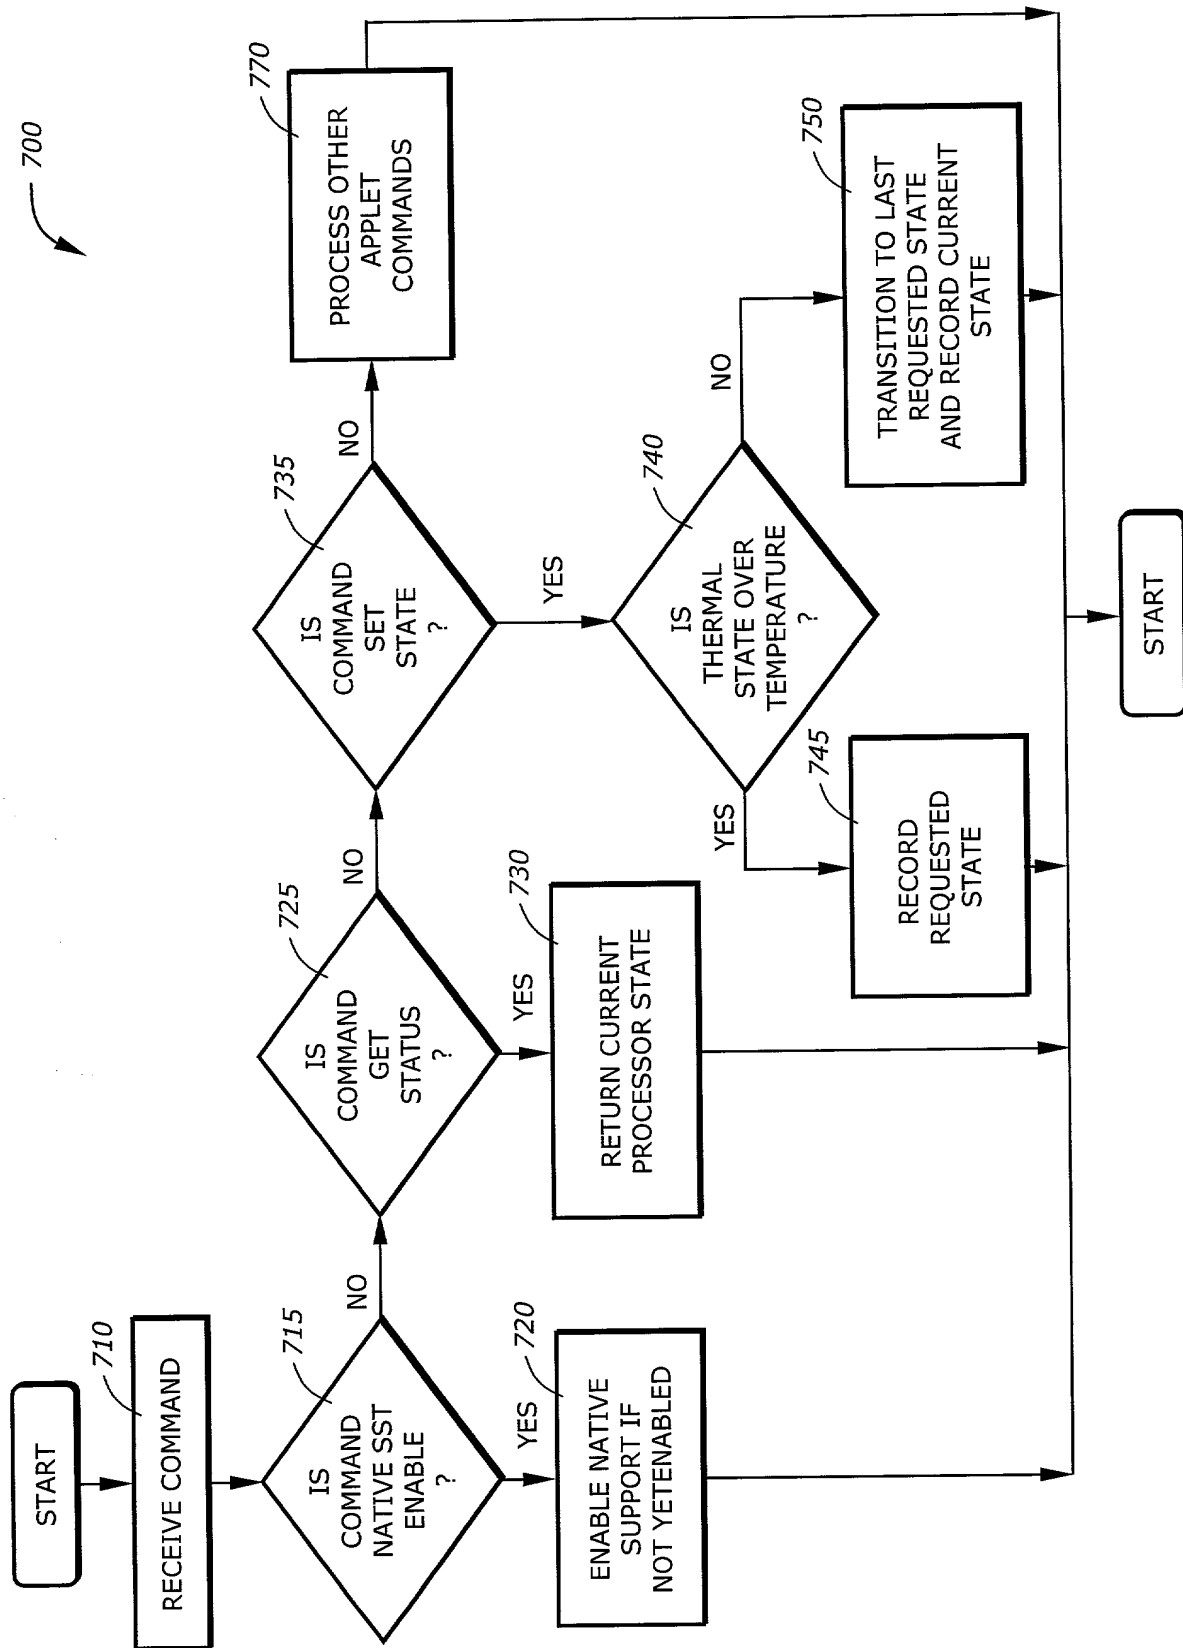 700
START
710
RECEIVE COMMAND
715
IS
COMMAND
NATIVE SST
ENABLE
?
NO
YES
720
ENABLE NATIVE
SUPPORT IF
NOT YETENABLED
725
IS
COMMAND
GET
STATUS
?
NO
YES
730
RETURN CURRENT
PROCESSOR STATE
735
IS
COMMAND
SET
STATE
?
NO
YES
770
PROCESS OTHER
APPLET
COMMANDS
740
IS
THERMAL
STATE OVER
TEMPERATURE
?
YES
NO
745
RECORD
REQUESTED
STATE
750
TRANSITION TO LAST
REQUESTED STATE
AND RECORD CURRENT
STATE
START